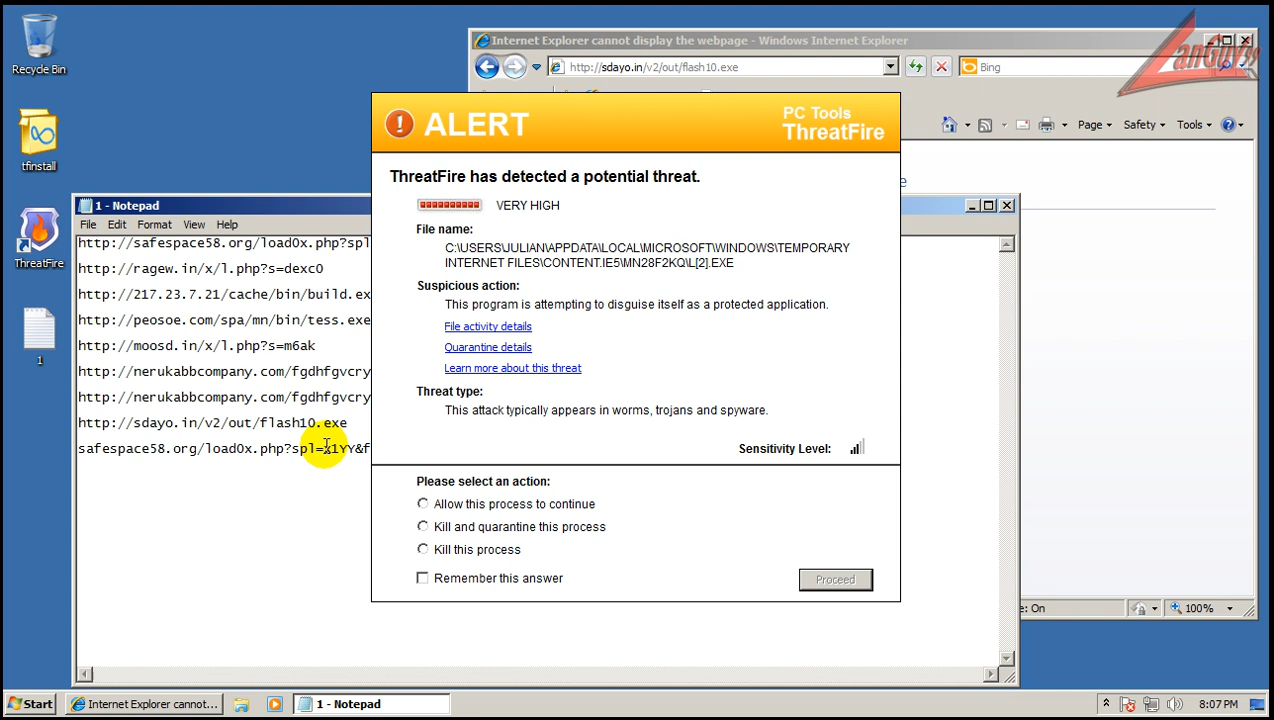 Recycle Bin
tfinstall
ThreatFire
1
Internet Explorer cannot display the webpage - Windows Internet Explorer
http://sdayo.in/v2/out/flash10.exe
Bing
Page
Safety
Tools
1 - Notepad
File Edit Format View Help
http://safespace58.org/load0x.php?spl
http://ragew.in/x/l.php?s=dexc0
http://217.23.7.21/cache/bin/build.ex
http://peosoe.com/spa/mn/bin/tess.exe
http://moosd.in/x/l.php?s=m6ak
http://nerukabbcompany.com/fgdhfgvcry
http://nerukabbcompany.com/fgdhfgvcry
http://sdayo.in/v2/out/flash10.exe
safespace58.org/load0x.php?spl=x1YY&f
ALERT
PC Tools
ThreatFire
ThreatFire has detected a potential threat.
VERY HIGH
File name:
C:\USERS\JULIAN\APPDATA\LOCAL\MICROSOFT\WINDOWS\TEMPORARY
INTERNET FILES\CONTENT.IE5\MN28F2KQ\L[2].EXE
Suspicious action:
This program is attempting to disguise itself as a protected application.
File activity details
Quarantine details
Learn more about this threat
Threat type:
This attack typically appears in worms, trojans and spyware.
Sensitivity Level:
Please select an action:
Allow this process to continue
Kill and quarantine this process
Kill this process
Remember this answer
Proceed
e: On
100%
Start
Internet Explorer cannot...
1 - Notepad
8:07 PM